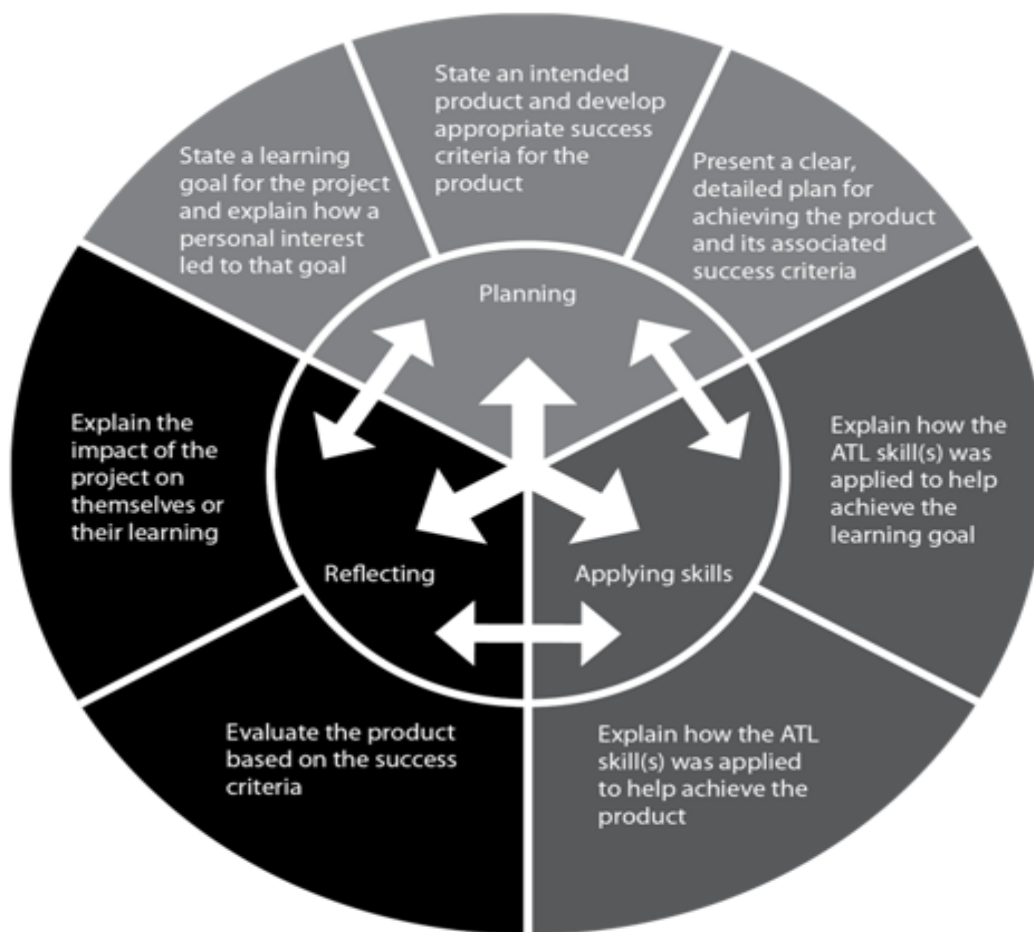 State a learning
goal for the project
and explain how a
personal interest
led to that goal
State an intended
product and develop
appropriate success
criteria for the
product
Present a clear,
detailed plan for
achieving the product
and its associated
success criteria
Planning
Explain the
impact of the
project on
themselves or
their learning
Explain how the
ATL skill(s) was
applied to help
achieve the
learning goal
Reflecting
Applying skills
Evaluate the product
based on the success
criteria
Explain how the ATL
skill(s) was applied
to help achieve the
product